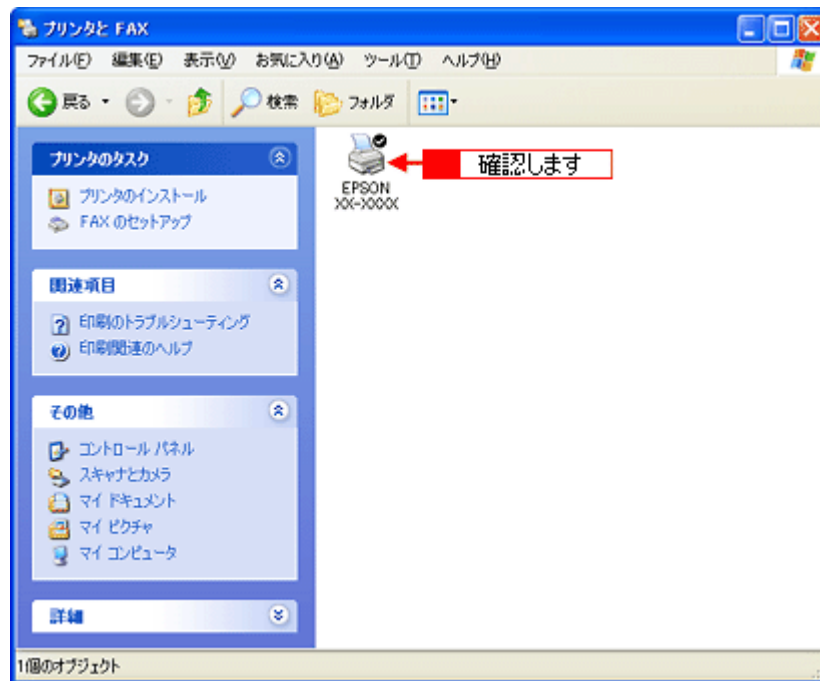 プリンタと FAX
ファイル(F) 編集(E) 表示(V) お気に入り(A) ツール(T) ヘルプ(H)
戻る 検索 フォルダ
プリンタのタスク
プリンタのインストール
FAX のセットアップ
関連項目
印刷のトラブルシューティング
印刷関連のヘルプ
その他
コントロール パネル
スキャナとカメラ
マイ ドキュメント
マイ ピクチャ
マイ コンピュータ
詳細
確認します
EPSON
XX-XXXX
1個のオブジェクト